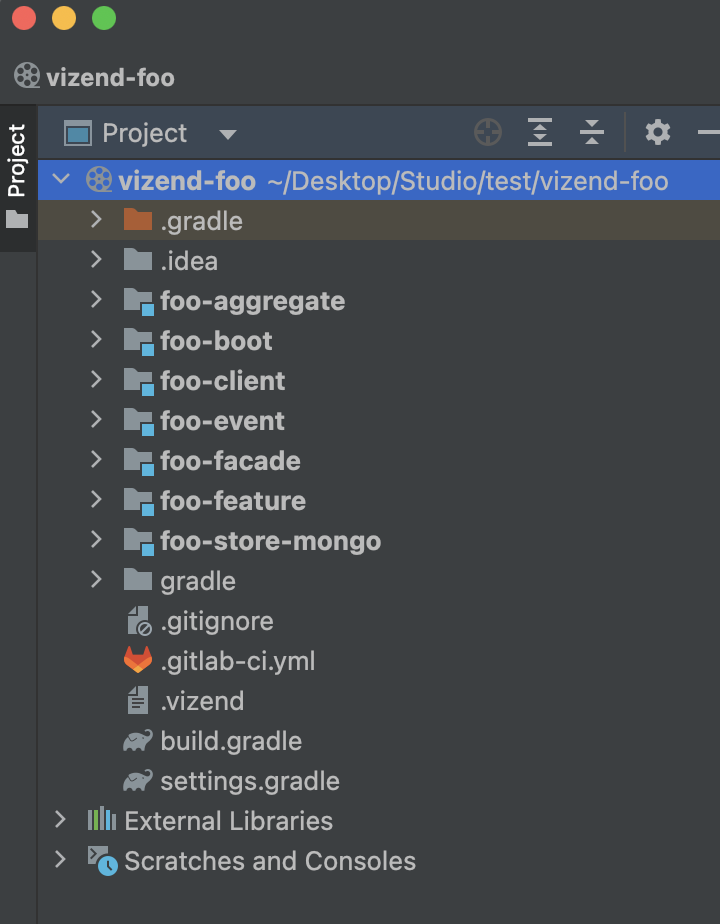 vizend-foo
Project
Project
vizend-foo ~/Desktop/Studio/test/vizend-foo
.gradle
.idea
foo-aggregate
foo-boot
foo-client
foo-event
foo-facade
foo-feature
foo-store-mongo
gradle
.gitignore
.gitlab-ci.yml
.vizend
build.gradle
settings.gradle
External Libraries
Scratches and Consoles